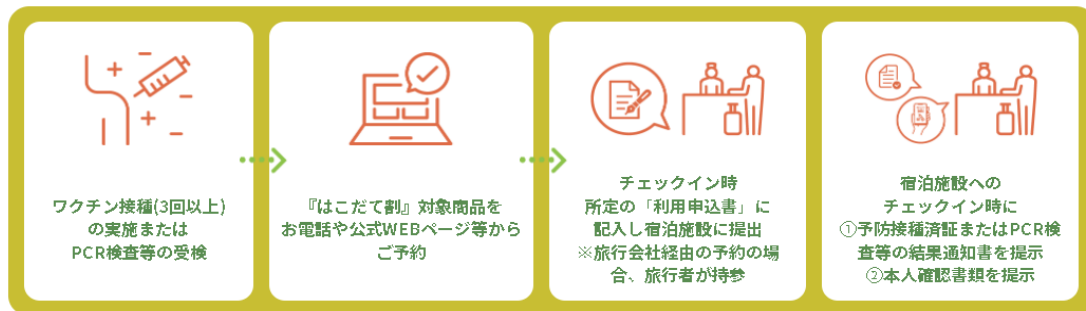 ワクチン接種(3回以上)
の実施または
PCR検査等の受検
『はこだて割』対象商品を
お電話や公式WEBページ等から
ご予約
チェックイン時
所定の「利用申込書」に
記入し宿泊施設に提出
※旅行会社経由の予約の場
合、旅行者が持参
宿泊施設への
チェックイン時に
①予防接種済証またはPCR検
査等の結果通知書を提示
②本人確認書類を提示